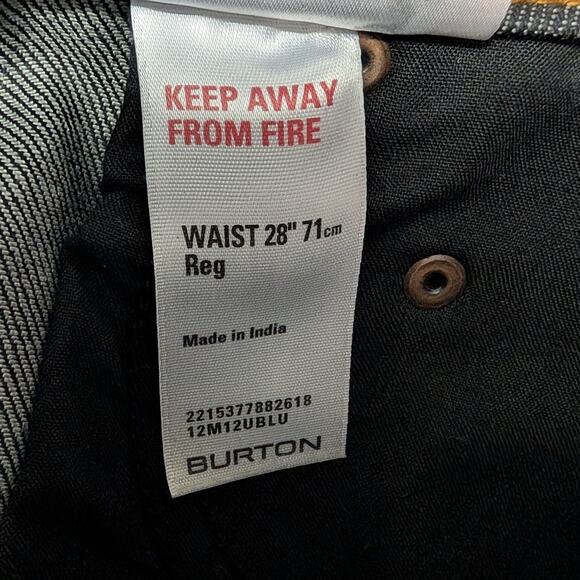 KEEP AWAY
FROM FIRE
WAIST 28" 71cm
Reg
Made in India
2215377882618
12M12UBLU
BURTON